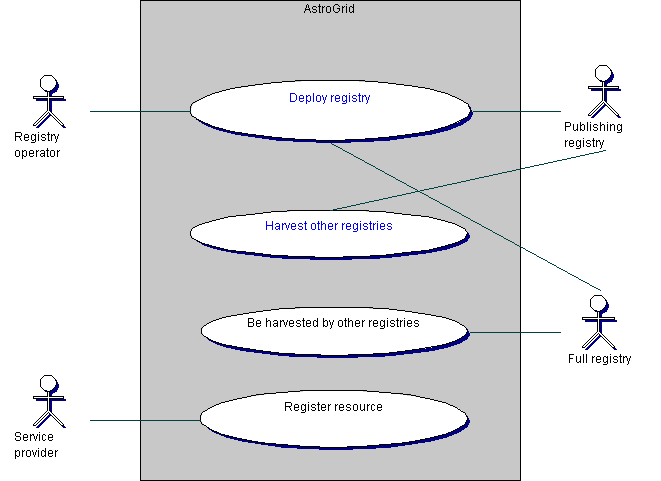 AstroGrid
Deploy registry
Registry
operator
Publishing
registry
Harvest other registries
Be harvested by other registries
Full registry
Register resource
Service
provider